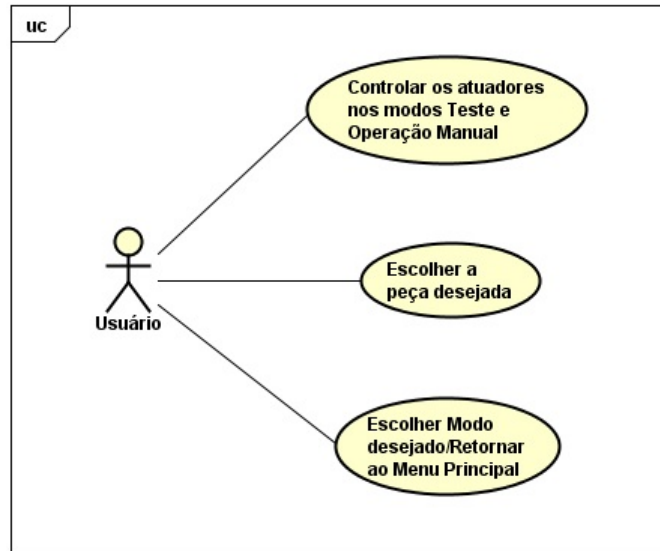 uc
Controlar os atuadores
nos modos Teste e
Operação Manual
Escolher a
peça desejada
Usuário
Escolher Modo
desejado/Retornar
ao Menu Principal